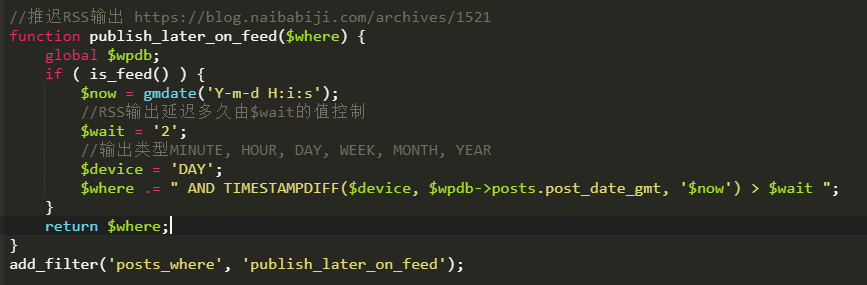 //推迟RSS输出 https://blog.naibabiji.com/archives/1521
function publish_later_on_feed($where) {
    global $wpdb;
    if ( is_feed() ) {
        $now = gmdate('Y-m-d H:i:s');
        //RSS输出延迟多久由$wait的值控制
        $wait = '2';
        //输出类型MINUTE, HOUR, DAY, WEEK, MONTH, YEAR
        $device = 'DAY';
        $where .= " AND TIMESTAMPDIFF($device, $wpdb->posts.post_date_gmt, '$now') > $wait ";
    }
    return $where;
}
add_filter('posts_where', 'publish_later_on_feed');